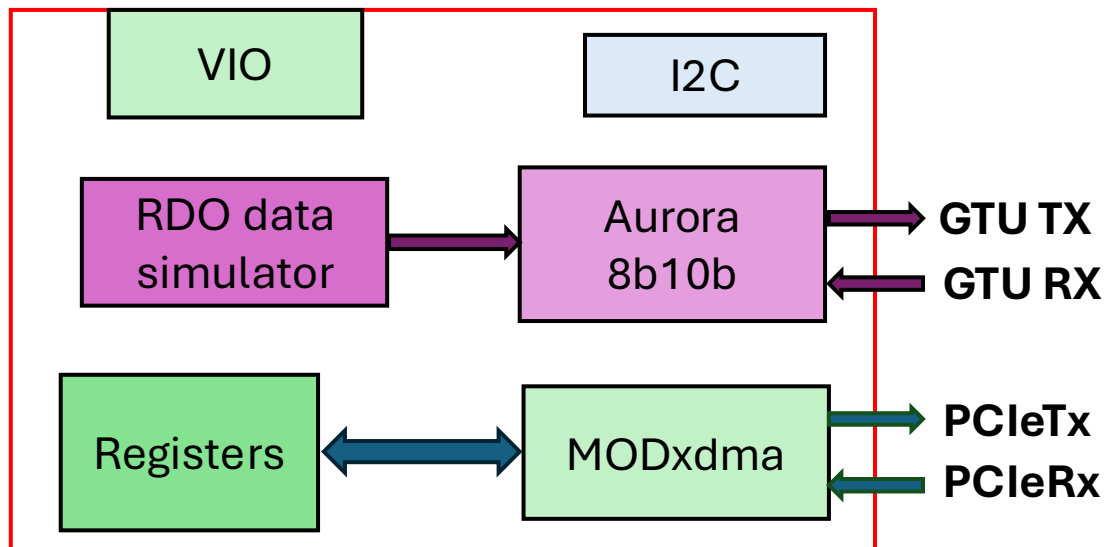 VIO
I2C
RDO data
simulator
Aurora
8b10b
GTU TX
GTU RX
Registers
MODxdma
PCIeTx
PCIeRx